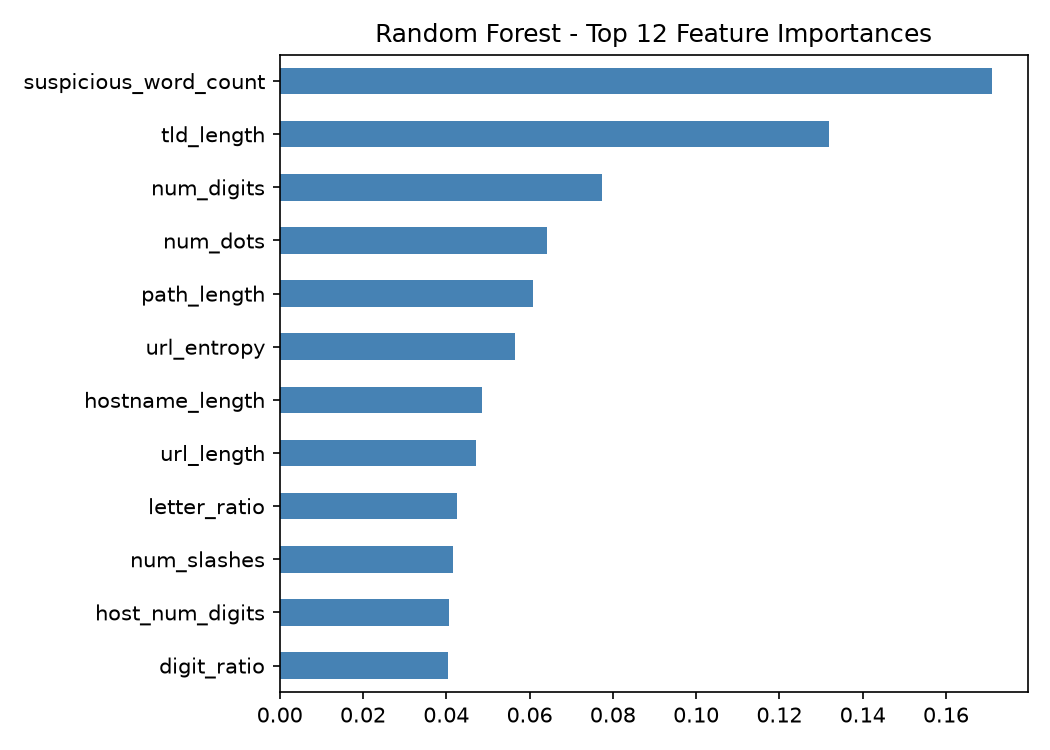 Random Forest - Top 12 Feature Importances
suspicious_word_count
tld_length
num_digits
num_dots
path_length
url_entropy
hostname_length
url_length
letter_ratio
num_slashes
host_num_digits
digit_ratio
0.00 0.02 0.04 0.06 0.08 0.10 0.12 0.14 0.16